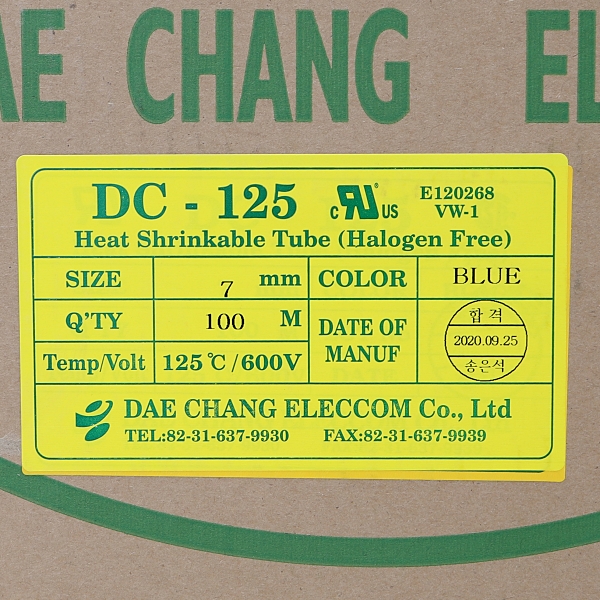 AE CHANG EL
DC - 125 c RU US E120268
VW-1
Heat Shrinkable Tube (Halogen Free)
SIZE 7 mm COLOR BLUE
Q'TY 100 M DATE OF MANUF 합격
2020.09.25
송은석
Temp/Volt 125℃/600V
DAE CHANG ELECCOM Co., Ltd
TEL:82-31-637-9930 FAX:82-31-637-9939